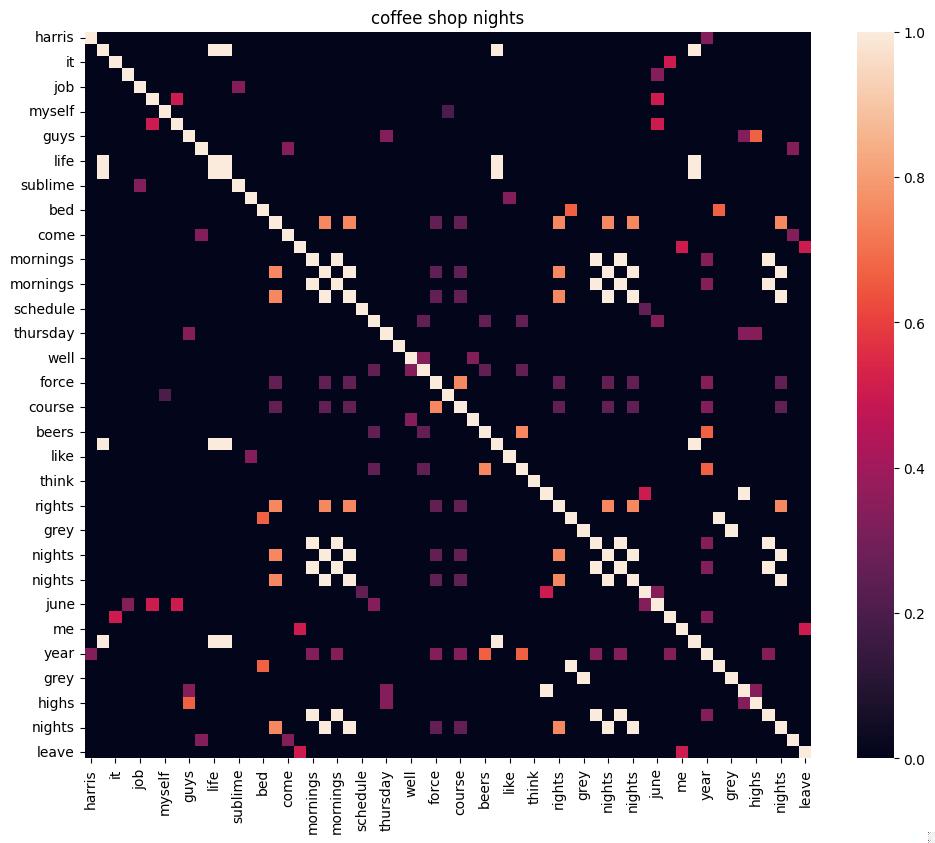 coffee shop nights
harris
it
job
myself
guys
life
sublime
bed
come
mornings
mornings
schedule
thursday
well
force
course
beers
like
think
rights
grey
nights
nights
june
me
year
grey
highs
nights
leave
1.0
0.8
0.6
0.4
0.2
0.0
harris
it
job
myself
guys
life
sublime
bed
come
mornings
mornings
schedule
thursday
well
force
course
beers
like
think
rights
grey
nights
nights
june
me
year
grey
highs
nights
leave